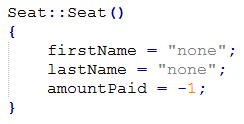 Seat::Seat()
{
    firstName = "none";
    lastName = "none";
    amountPaid = -1;
}